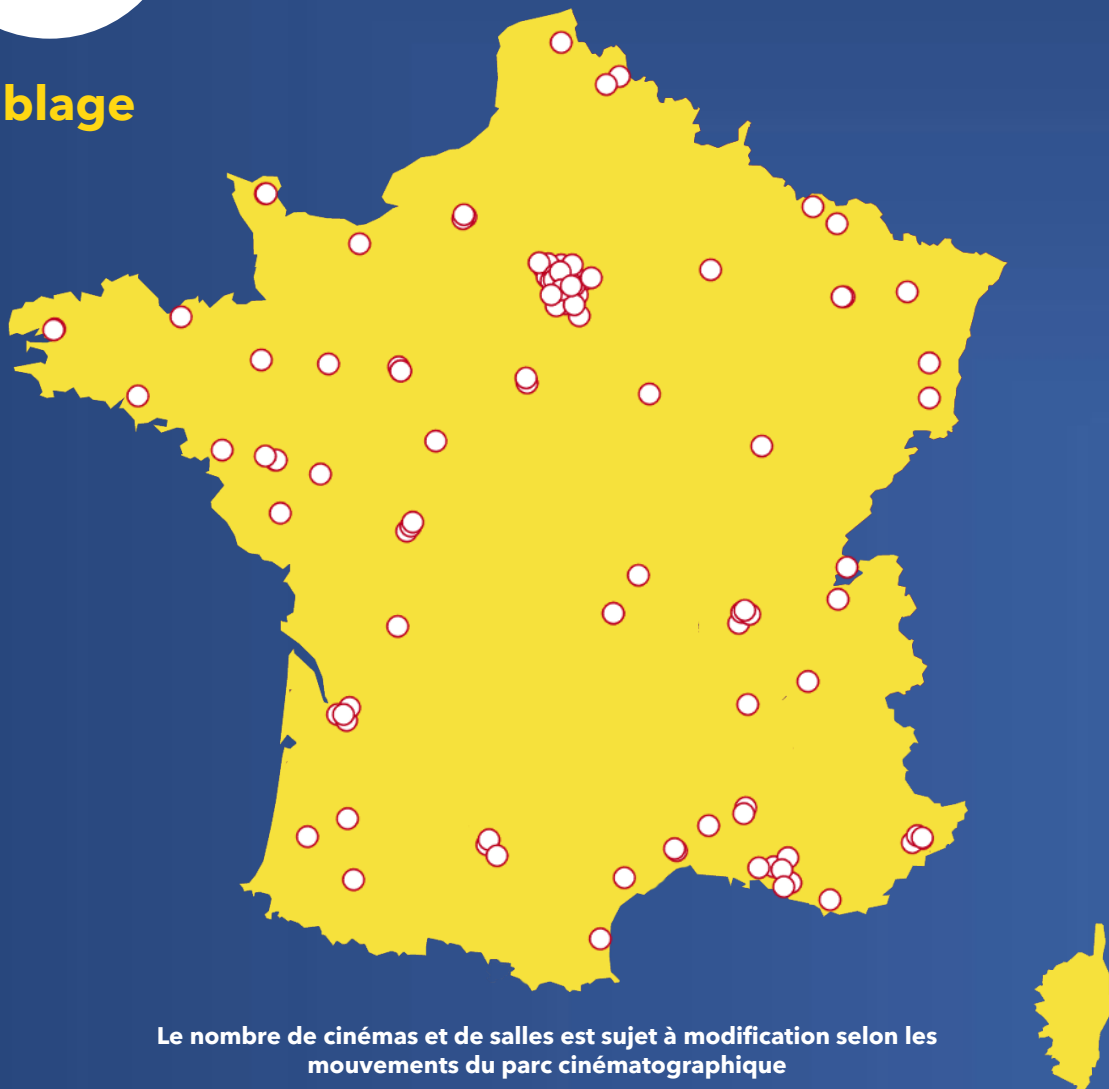 blage
Le nombre de cinémas et de salles est sujet à modification selon les
mouvements du parc cinématographique